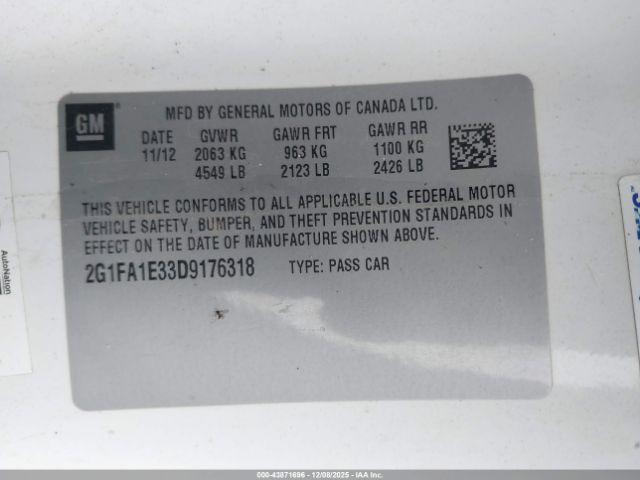 GM
MFD BY GENERAL MOTORS OF CANADA LTD.
DATE GVWR GAWR FRT GAWR RR
11/12 2063 KG 963 KG 1100 KG
4549 LB 2123 LB 2426 LB
THIS VEHICLE CONFORMS TO ALL APPLICABLE U.S. FEDERAL MOTOR
VEHICLE SAFETY, BUMPER, AND THEFT PREVENTION STANDARDS IN
EFFECT ON THE DATE OF MANUFACTURE SHOWN ABOVE.
2G1FA1E33D9176318 TYPE: PASS CAR
AutoNation
000-43871696 | 12/08/2025 - IAA Inc.